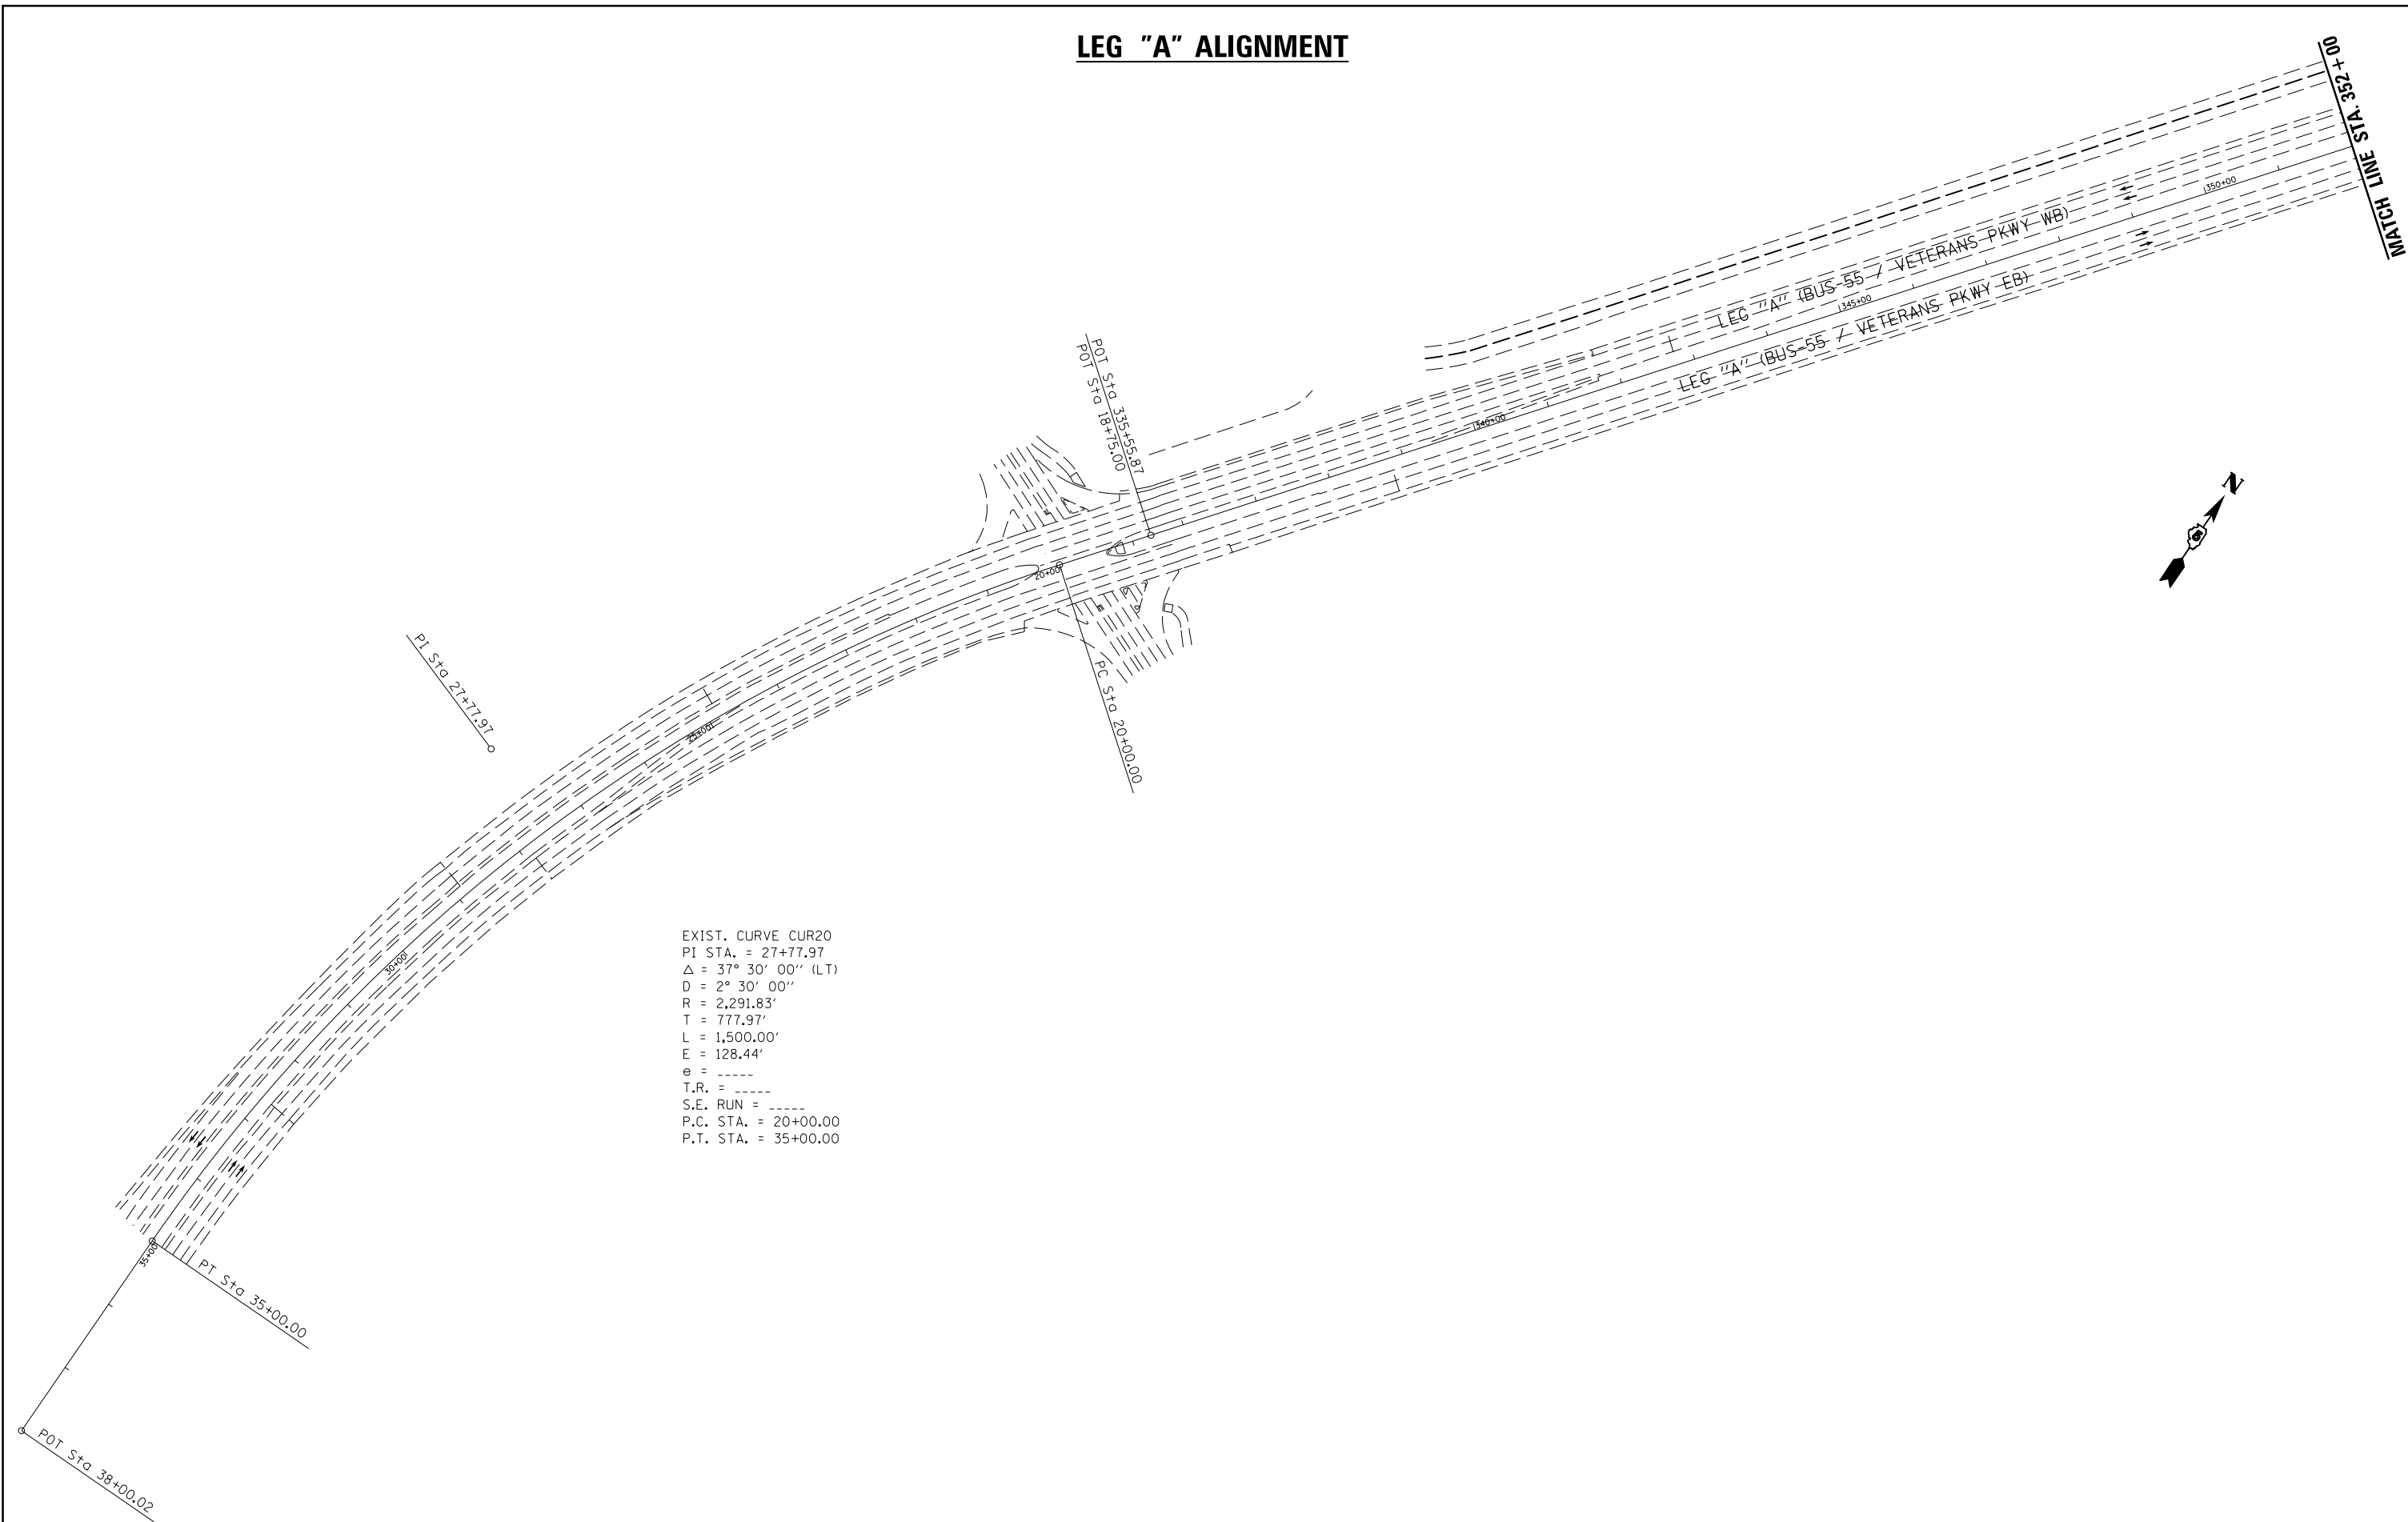 LEG "A" ALIGNMENT
MATCH LINE STA. 352+00
350+00
LEG "A" (BUS-55 / VETERANS PKWY WB)
345+00
LEG "A" (BUS-55 / VETERANS PKWY EB)
340+00
POT Sta 335+55.87
POT Sta 18+75.00
N
20+00
PC Sta 20+00.00
PI Sta 27+77.97
25+00
30+00
EXIST. CURVE CUR20
PI STA. = 27+77.97
Δ = 37° 30' 00'' (LT)
D = 2° 30' 00''
R = 2,291.83'
T = 777.97'
L = 1,500.00'
E = 128.44'
e = _____
T.R. = _____
S.E. RUN = _____
P.C. STA. = 20+00.00
P.T. STA. = 35+00.00
35+00
PT Sta 35+00.00
POT Sta 38+00.02